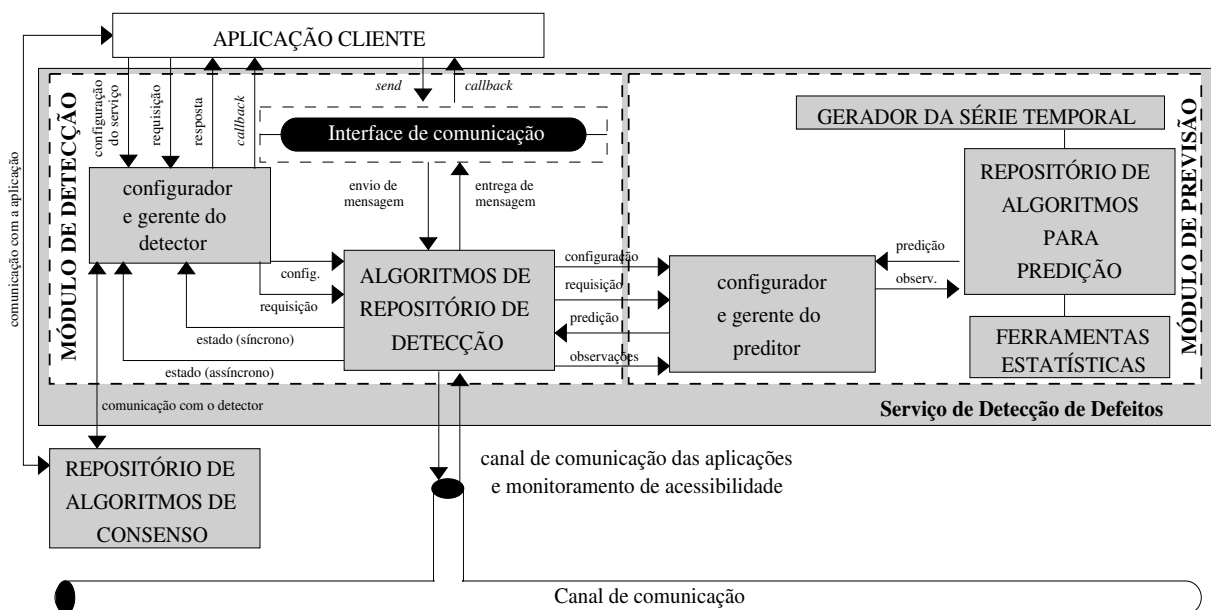 APLICAÇÃO CLIENTE
comunicação com a aplicação
MÓDULO DE DETECÇÃO
configuração
do serviço
requisição
resposta
callback
send
callback
Interface de comunicação
envio de
mensagem
entrega de
mensagem
configurador
e gerente do
detector
config.
requisição
estado (síncrono)
estado (assíncrono)
ALGORITMOS DE
REPOSITÓRIO DE
DETECÇÃO
configuração
requisição
predição
observações
configurador
e gerente do
preditor
predição
observ.
GERADOR DA SÉRIE TEMPORAL
REPOSITÓRIO DE
ALGORITMOS
PARA
PREDIÇÃO
FERRAMENTAS
ESTATÍSTICAS
MÓDULO DE PREVISÃO
Serviço de Detecção de Defeitos
comunicação com o detector
REPOSITÓRIO DE
ALGORITMOS DE
CONSENSO
canal de comunicação das aplicações
e monitoramento de acessibilidade
Canal de comunicação